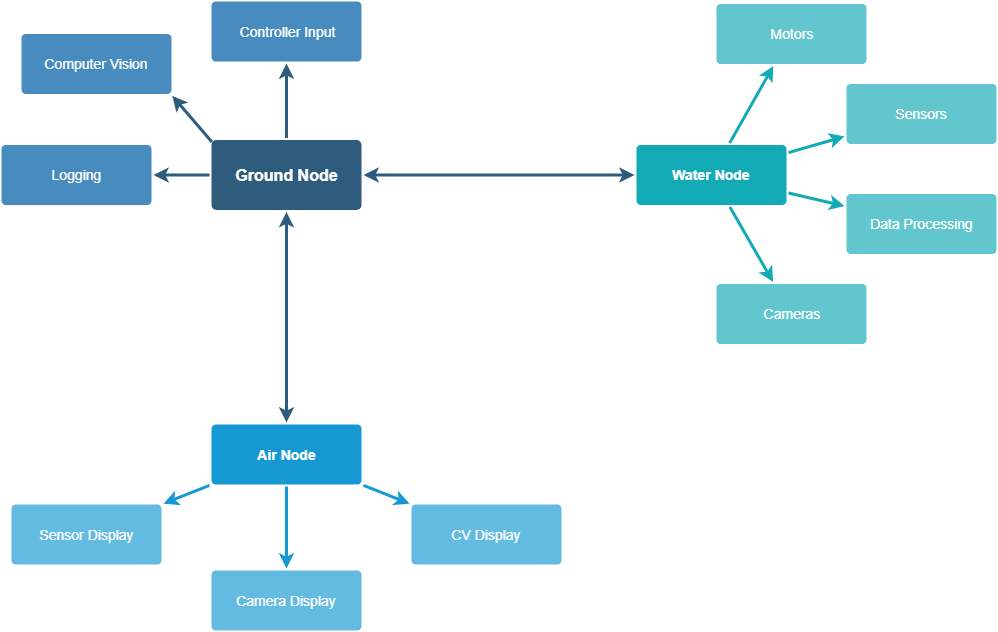 Controller Input
Motors
Computer Vision
Sensors
Logging
Ground Node
Water Node
Data Processing
Cameras
Air Node
Sensor Display
CV Display
Camera Display